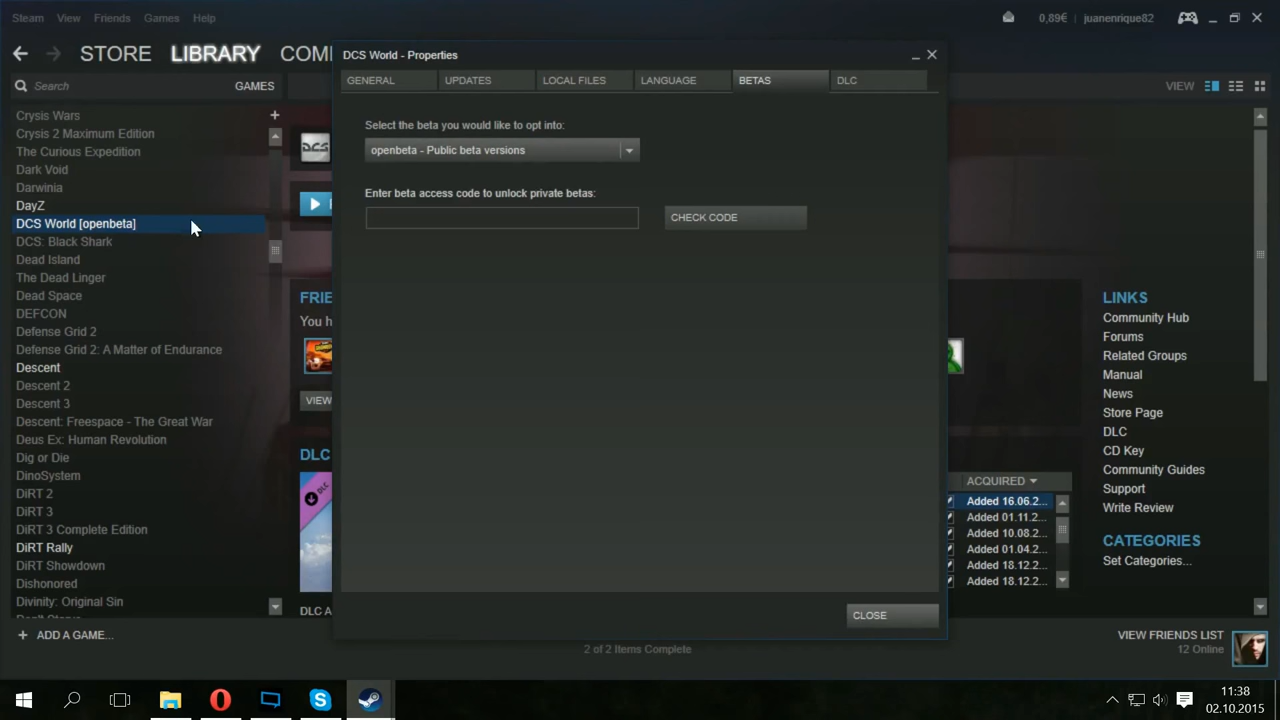 Steam View Friends Games Help
0,89€ juanenrique82
STORE LIBRARY
Search GAMES
VIEW
Crysis Wars
Crysis 2 Maximum Edition
The Curious Expedition
Dark Void
Darwinia
DayZ
DCS World [openbeta]
DCS: Black Shark
Dead Island
The Dead Linger
Dead Space
DEFCON
Defense Grid 2
Defense Grid 2: A Matter of Endurance
Descent
Descent 2
Descent 3
Descent: Freespace - The Great War
Deus Ex: Human Revolution
Dig or Die
DinoSystem
DiRT 2
DiRT 3
DiRT 3 Complete Edition
DiRT Rally
DiRT Showdown
Dishonored
Divinity: Original Sin
ADD A GAME...
DCS
You h
VIEW
DLC
DLC
DLC A
DCS World - Properties
GENERAL UPDATES LOCAL FILES LANGUAGE BETAS DLC
Select the beta you would like to opt into:
openbeta - Public beta versions
Enter beta access code to unlock private betas:
CHECK CODE
CLOSE
2 of 2 Items Complete
ACQUIRED
Added 16.06.2...
Added 01.11.2...
Added 10.08.2...
Added 01.04.2...
Added 18.12.2...
Added 18.12.2...
LINKS
Community Hub
Forums
Related Groups
Manual
News
Store Page
DLC
CD Key
Community Guides
Support
Write Review
CATEGORIES
Set Categories...
VIEW FRIENDS LIST
12 Online
11:38
02.10.2015